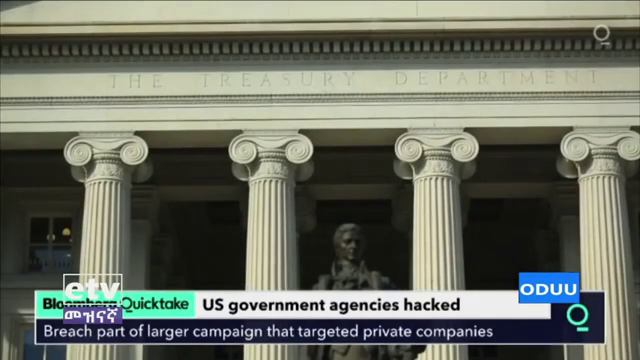 THE TREASURY DEPARTMENT
Bloomberg Quicktake
US government agencies hacked
ODUU
etv
መዝናኛ
Breach part of larger campaign that targeted private companies